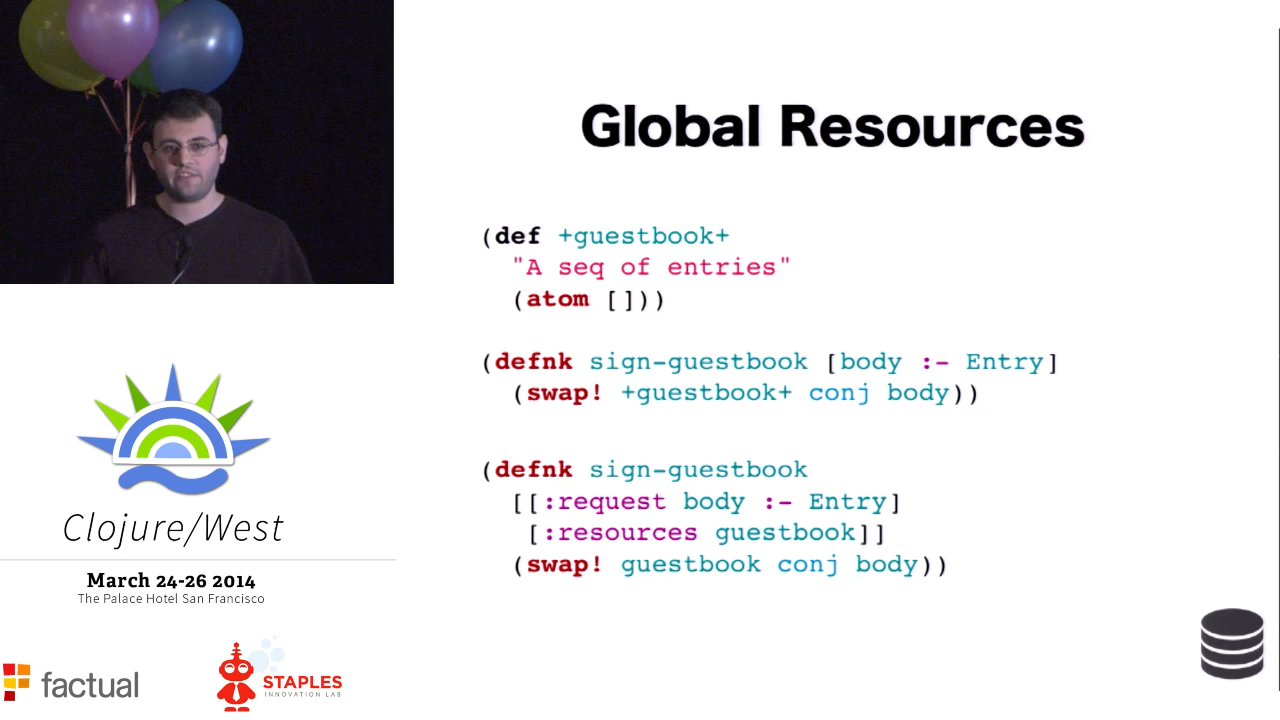 Global Resources
(def +guestbook+
"A seq of entries"
(atom []))
(defnk sign-guestbook [body :- Entry]
(swap! +guestbook+ conj body))
(defnk sign-guestbook
[[:request body :- Entry]
[:resources guestbook]]
(swap! guestbook conj body))
Clojure/West
March 24-26 2014
The Palace Hotel San Francisco
factual
STAPLES
INNOVATION LAB